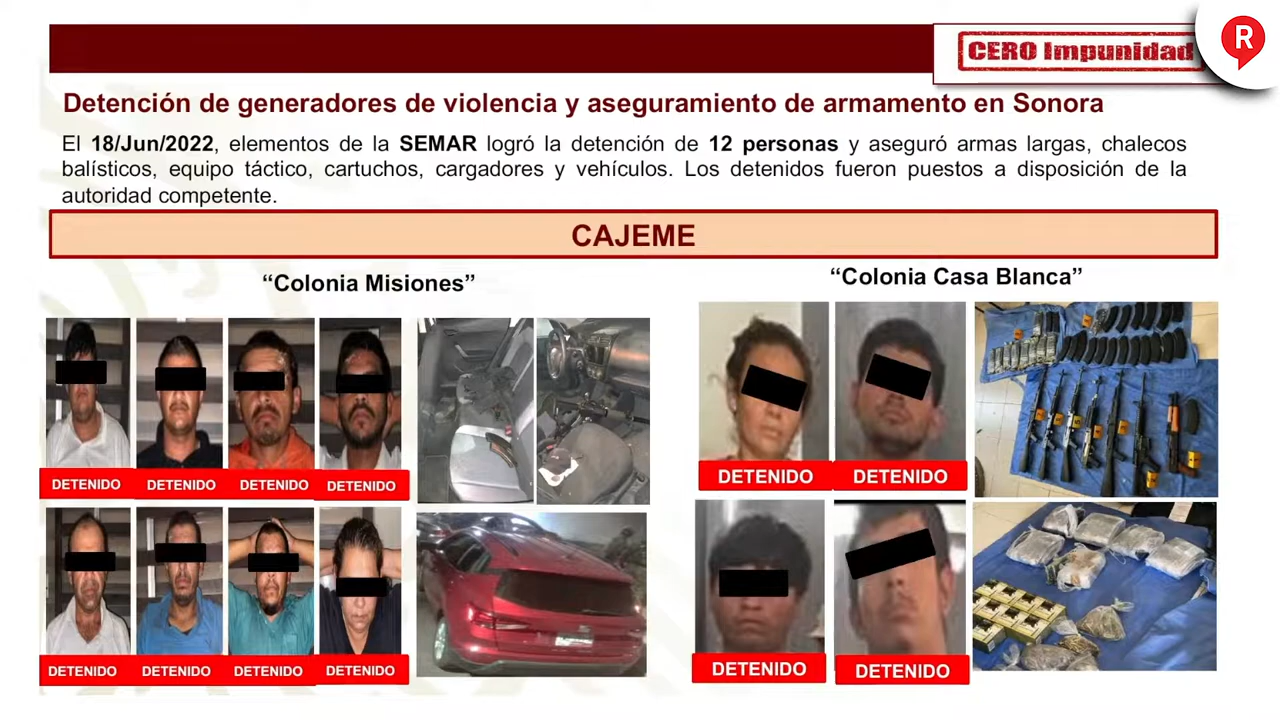 CERO Impunidad
R
Detención de generadores de violencia y aseguramiento de armamento en Sonora
El 18/Jun/2022, elementos de la SEMAR logró la detención de 12 personas y aseguró armas largas, chalecos
balísticos, equipo táctico, cartuchos, cargadores y vehículos. Los detenidos fueron puestos a disposición de la
autoridad competente.
CAJEME
“Colonia Misiones”
DETENIDO
DETENIDO
DETENIDO
DETENIDO
DETENIDO
DETENIDO
DETENIDO
DETENIDO
“Colonia Casa Blanca”
DETENIDO
DETENIDO
DETENIDO
DETENIDO